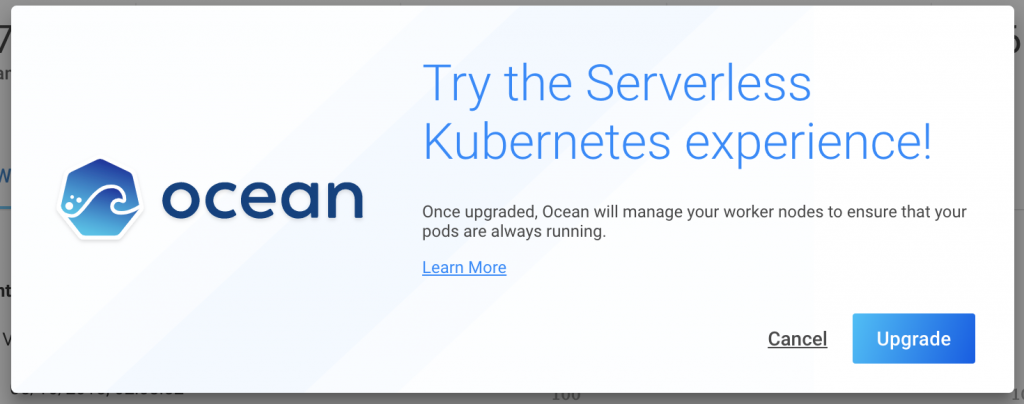 Try the Serverless
Kubernetes experience!
ocean
Once upgraded, Ocean will manage your worker nodes to ensure that your
pods are always running.
Learn More
Cancel
Upgrade
100